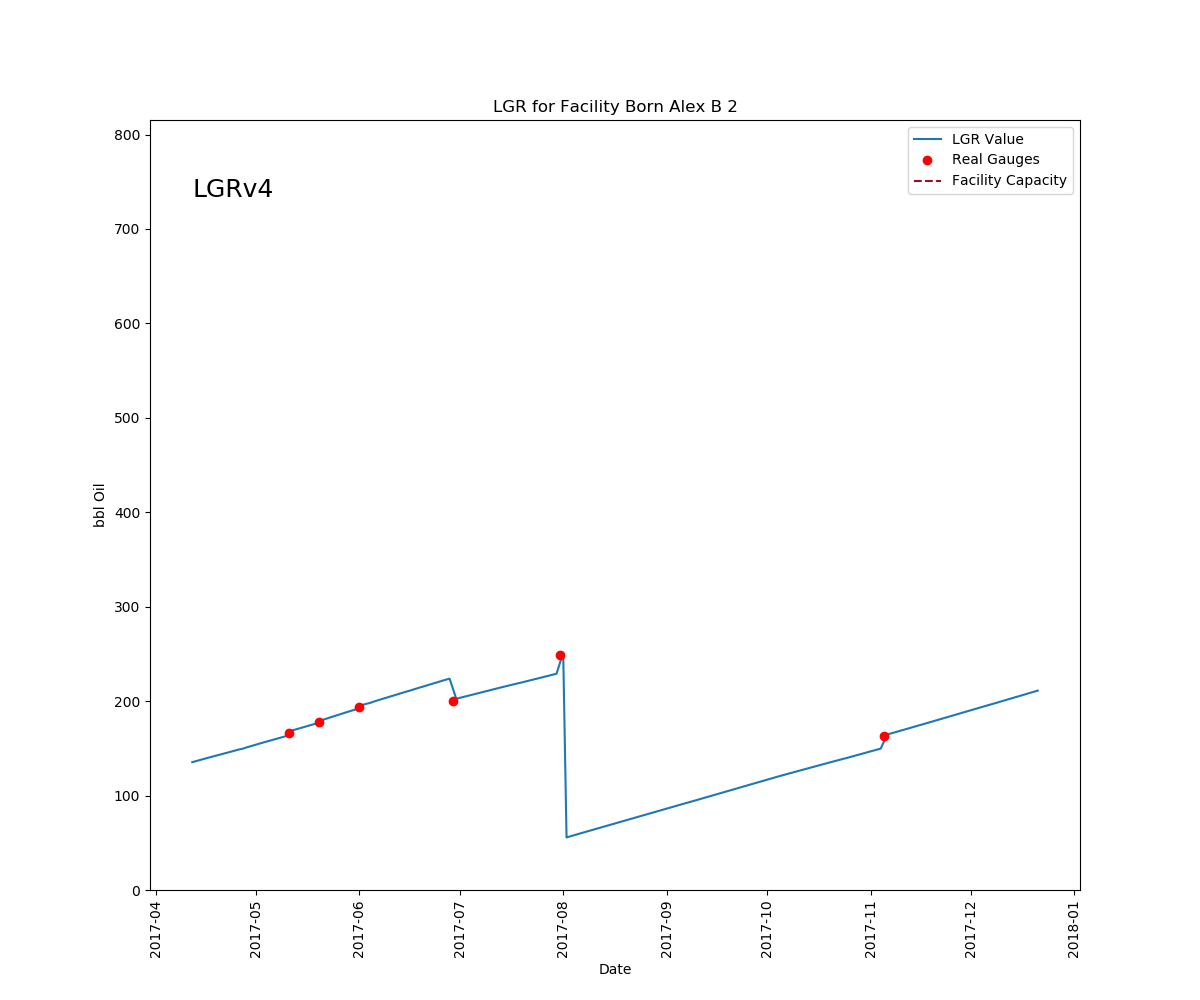 LGR for Facility Born Alex B 2
LGRv4
LGR Value
Real Gauges
Facility Capacity
bbl Oil
800
700
600
500
400
300
200
100
0
2017-04
2017-05
2017-06
2017-07
2017-08
2017-09
2017-10
2017-11
2017-12
2018-01
Date